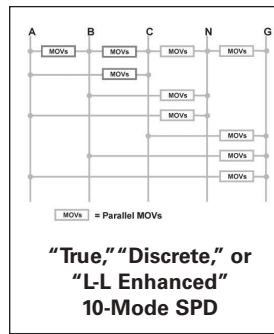 A B C N G
MOVs MOVs MOVs MOVs
MOVs
MOVs
MOVs
MOVs
MOVs
MOVs
MOVs = Parallel MOVs
“True,” “Discrete,” or
“L-L Enhanced”
10-Mode SPD